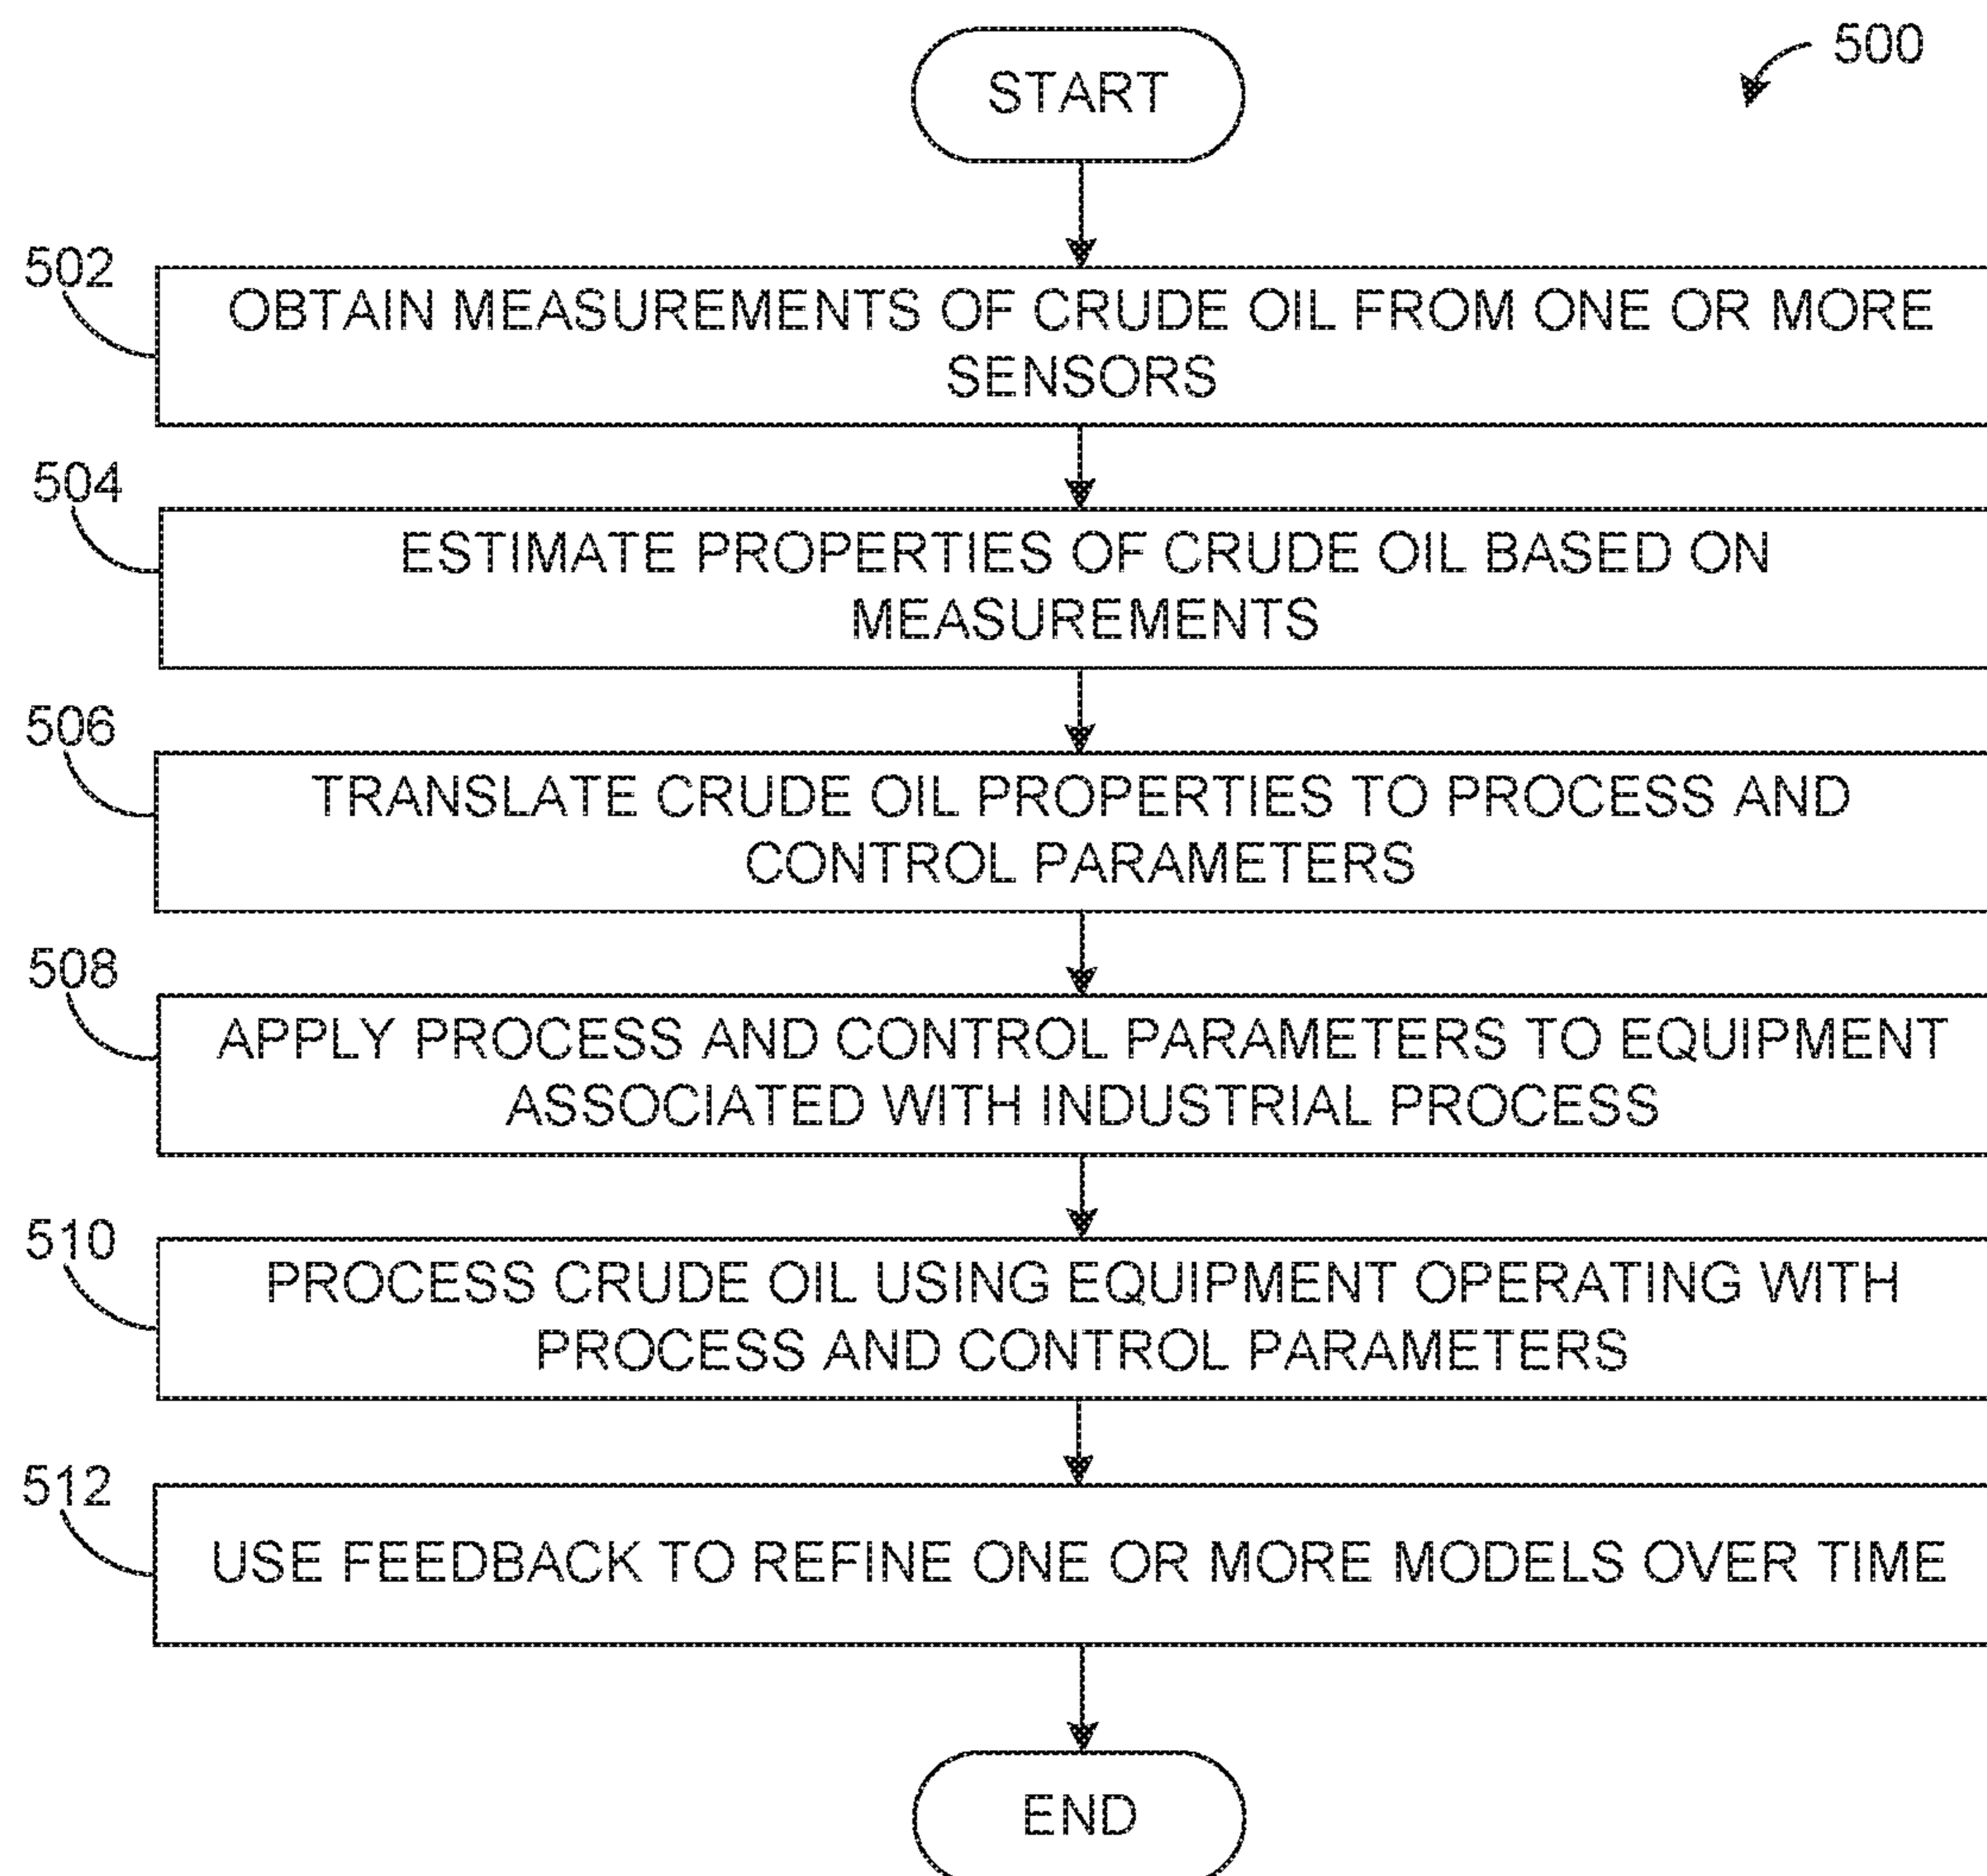 START
500
502
OBTAIN MEASUREMENTS OF CRUDE OIL FROM ONE OR MORE
SENSORS
504
ESTIMATE PROPERTIES OF CRUDE OIL BASED ON
MEASUREMENTS
506
TRANSLATE CRUDE OIL PROPERTIES TO PROCESS AND
CONTROL PARAMETERS
508
APPLY PROCESS AND CONTROL PARAMETERS TO EQUIPMENT
ASSOCIATED WITH INDUSTRIAL PROCESS
510
PROCESS CRUDE OIL USING EQUIPMENT OPERATING WITH
PROCESS AND CONTROL PARAMETERS
512
USE FEEDBACK TO REFINE ONE OR MORE MODELS OVER TIME
END